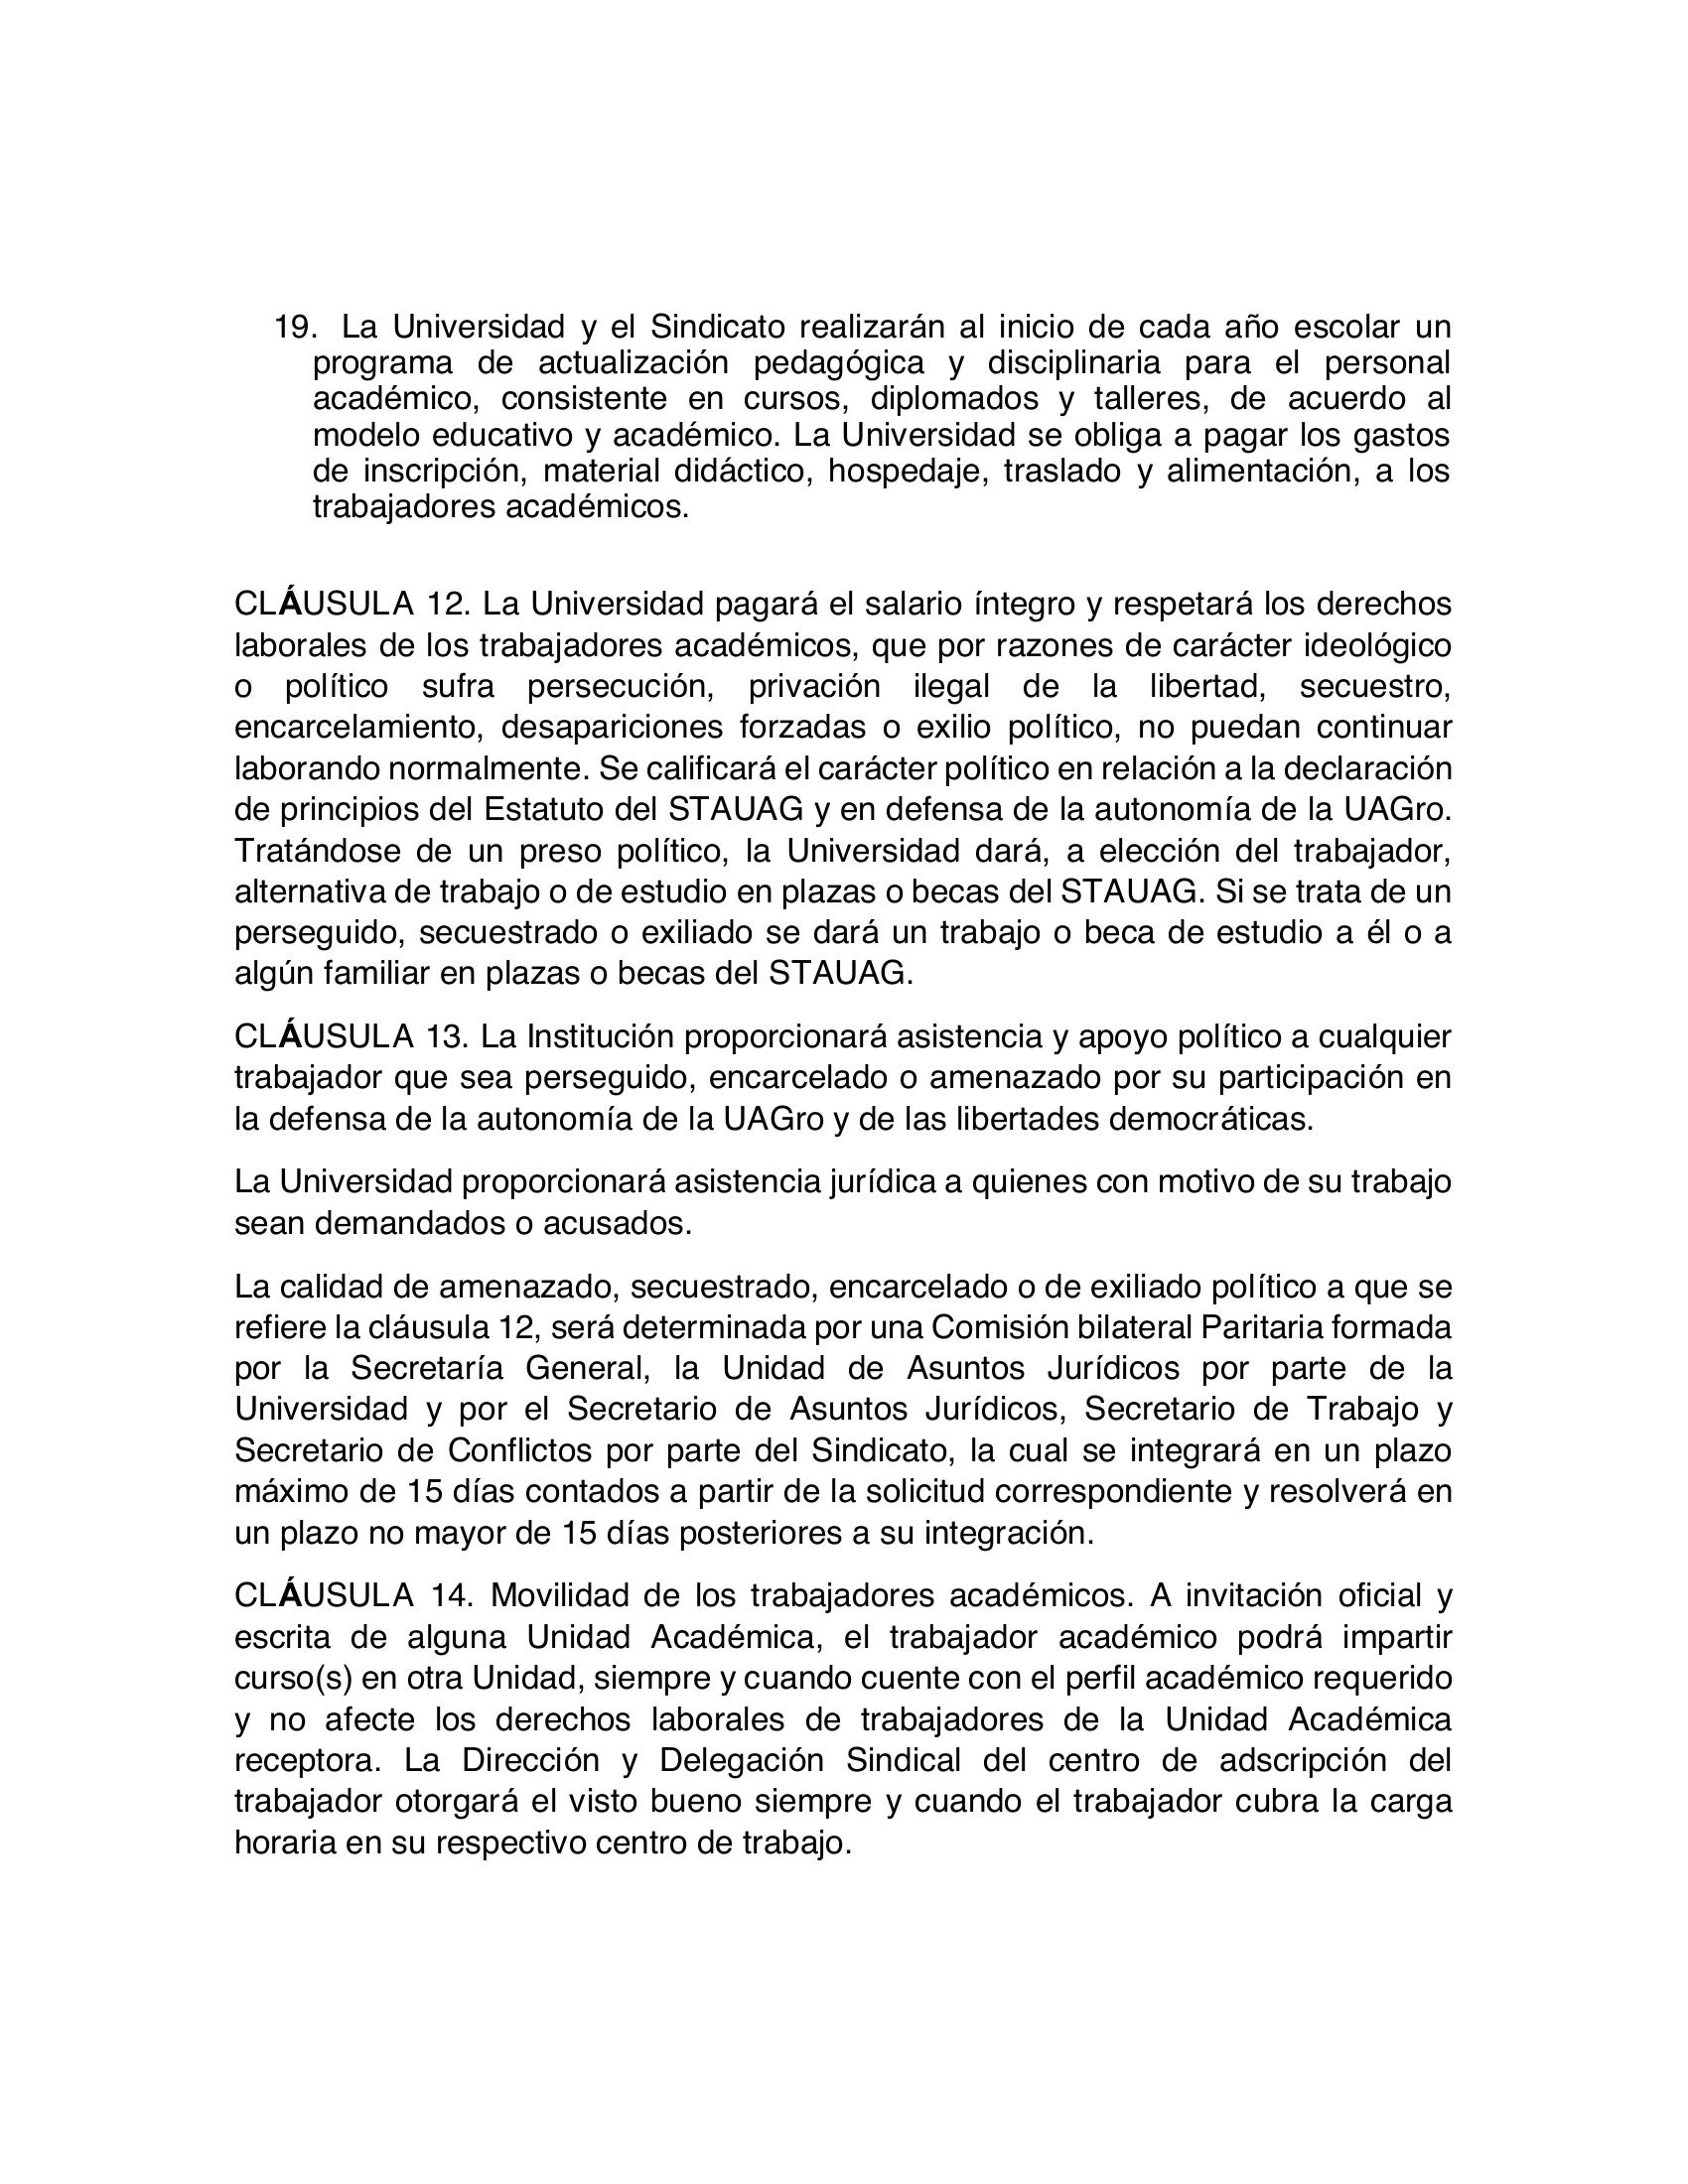 19. La Universidad y el Sindicato realizarán al inicio de cada año escolar un
programa de actualización pedagógica y disciplinaria para el personal
académico, consistente en cursos, diplomados y talleres, de acuerdo al
modelo educativo y académico. La Universidad se obliga a pagar los gastos
de inscripción, material didáctico, hospedaje, traslado y alimentación, a los
trabajadores académicos.
CLÁUSULA 12. La Universidad pagará el salario íntegro y respetará los derechos
laborales de los trabajadores académicos, que por razones de carácter ideológico
o político sufra persecución, privación ilegal de la libertad, secuestro,
encarcelamiento, desapariciones forzadas o exilio político, no puedan continuar
laborando normalmente. Se calificará el carácter político en relación a la declaración
de principios del Estatuto del STAUAG y en defensa de la autonomía de la UAGro.
Tratándose de un preso político, la Universidad dará, a elección del trabajador,
alternativa de trabajo o de estudio en plazas o becas del STAUAG. Si se trata de un
perseguido, secuestrado o exiliado se dará un trabajo o beca de estudio a él o a
algún familiar en plazas o becas del STAUAG.
CLÁUSULA 13. La Institución proporcionará asistencia y apoyo político a cualquier
trabajador que sea perseguido, encarcelado o amenazado por su participación en
la defensa de la autonomía de la UAGro y de las libertades democráticas.
La Universidad proporcionará asistencia jurídica a quienes con motivo de su trabajo
sean demandados o acusados.
La calidad de amenazado, secuestrado, encarcelado o de exiliado político a que se
refiere la cláusula 12, será determinada por una Comisión bilateral Paritaria formada
por la Secretaría General, la Unidad de Asuntos Jurídicos por parte de la
Universidad y por el Secretario de Asuntos Jurídicos, Secretario de Trabajo y
Secretario de Conflictos por parte del Sindicato, la cual se integrará en un plazo
máximo de 15 días contados a partir de la solicitud correspondiente y resolverá en
un plazo no mayor de 15 días posteriores a su integración.
CLÁUSULA 14. Movilidad de los trabajadores académicos. A invitación oficial y
escrita de alguna Unidad Académica, el trabajador académico podrá impartir
curso(s) en otra Unidad, siempre y cuando cuente con el perfil académico requerido
y no afecte los derechos laborales de trabajadores de la Unidad Académica
receptora. La Dirección y Delegación Sindical del centro de adscripción del
trabajador otorgará el visto bueno siempre y cuando el trabajador cubra la carga
horaria en su respectivo centro de trabajo.